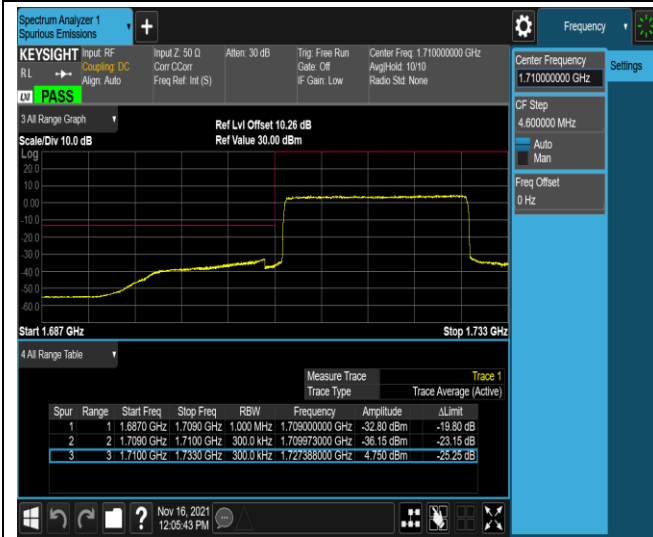 Spectrum Analyzer 1
Spurious Emissions
+
Frequency
KEYSIGHT
RL
Input: RF
Coupling: DC
Align: Auto
Input Z: 50 Ω
Corr CCorr
Freq Ref: Int (S)
Atten: 30 dB
Trig: Free Run
Gate: Off
IF Gain: Low
Center Freq: 1.710000000 GHz
Avg|Hold: 10/10
Radio Std: None
LXI PASS
Center Frequency
1.710000000 GHz
Settings
CF Step
4.600000 MHz
Auto
Man
Freq Offset
0 Hz
3 All Range Graph
Scale/Div 10.0 dB
Ref Lvl Offset 10.26 dB
Ref Value 30.00 dBm
Log
20.0
10.0
0.00
-10.0
-20.0
-30.0
-40.0
-50.0
-60.0
Start 1.687 GHz
Stop 1.733 GHz
4 All Range Table
Measure Trace Trace 1
Trace Type Trace Average (Active)
Spur Range Start Freq Stop Freq RBW Frequency Amplitude ΔLimit
1 1 1.6870 GHz 1.7090 GHz 1.000 MHz 1.709000000 GHz -32.80 dBm -19.80 dB
2 2 1.7090 GHz 1.7100 GHz 300.0 kHz 1.709973000 GHz -36.15 dBm -23.15 dB
3 3 1.7100 GHz 1.7330 GHz 300.0 kHz 1.727388000 GHz 4.750 dBm -25.25 dB
?
Nov 16, 2021
12:05:43 PM